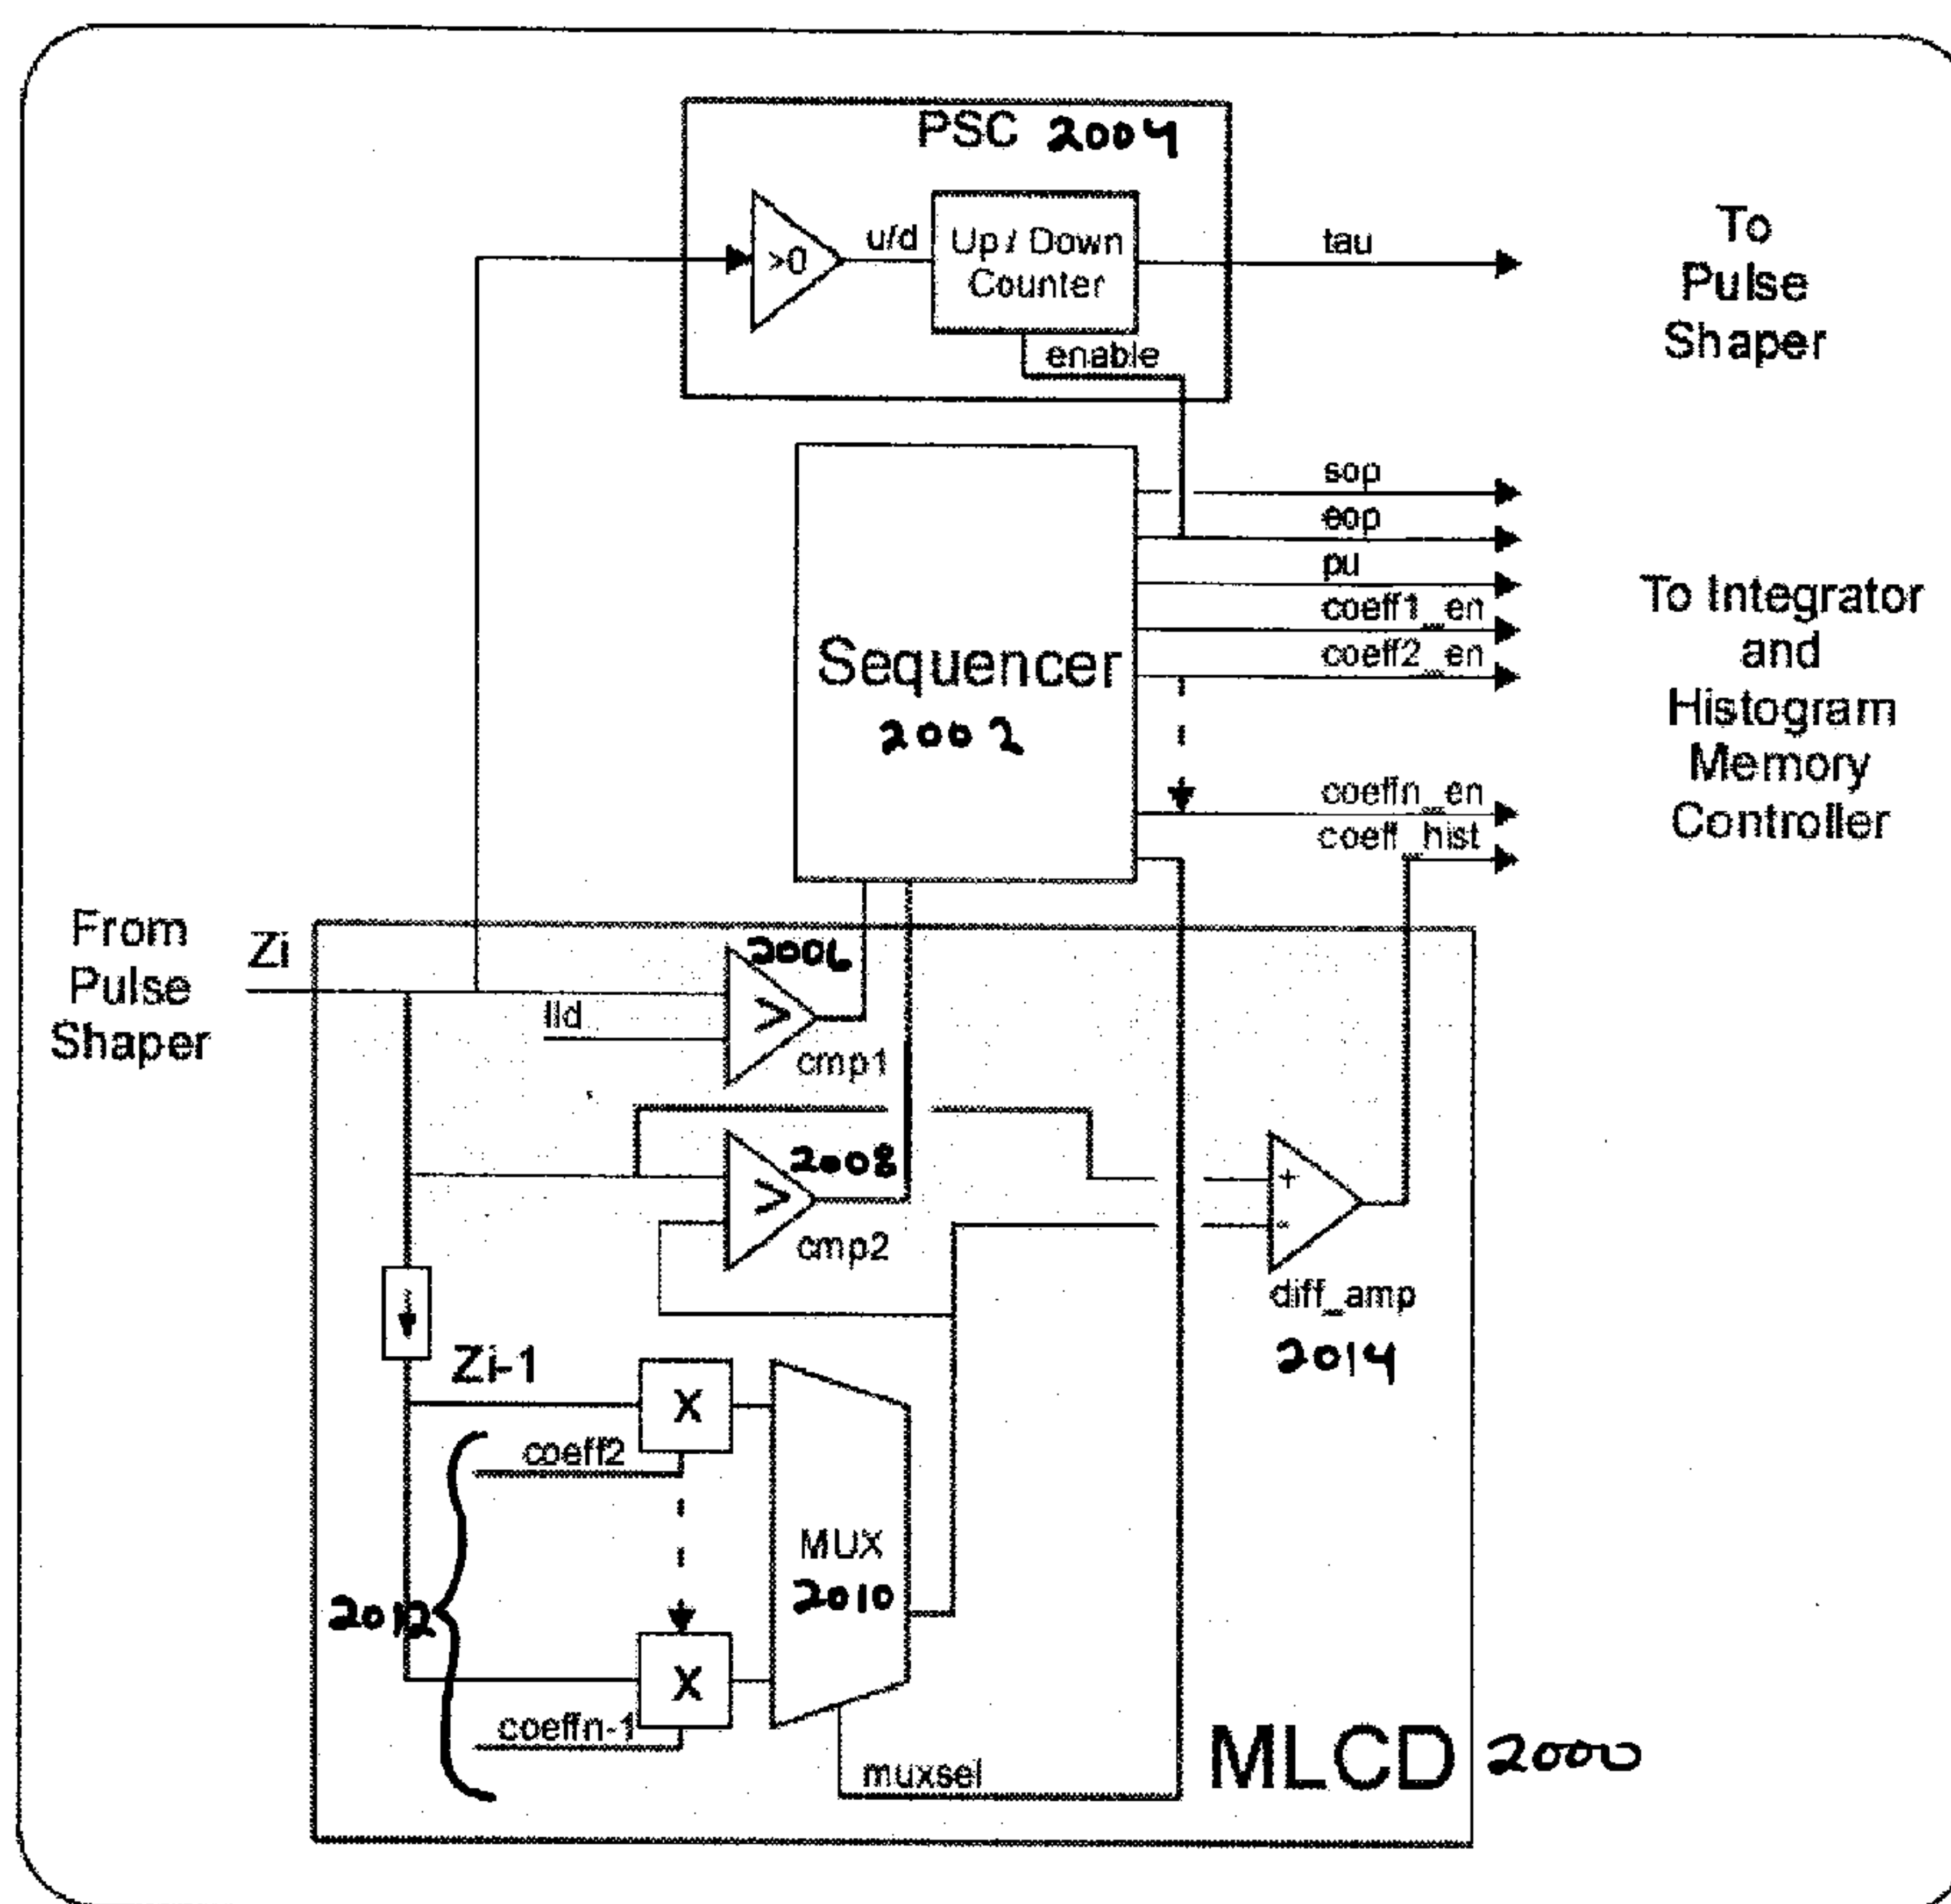 PSC 2004
>0
u/d
Up / Down
Counter
enable
tau
To
Pulse
Shaper
Sequencer
2002
sop
eop
pu
coeff1_en
coeff2_en
coeffn_en
coeff_hist
To Integrator
and
Histogram
Memory
Controller
From
Pulse
Shaper
Zi
lld
2006
>
cmp1
2008
>
cmp2
+
-
diff_amp
2014
Zi-1
X
coeff2
2012
MUX
2010
X
coeffn-1
muxsel
MLCD 2000